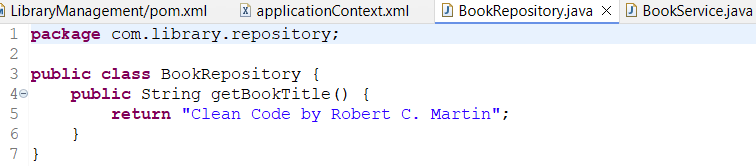 LibraryManagement/pom.xml applicationContext.xml BookRepository.java BookService.java
1 package com.library.repository;
2
3 public class BookRepository {
4 public String getBookTitle() {
5 return "Clean Code by Robert C. Martin";
6 }
7 }